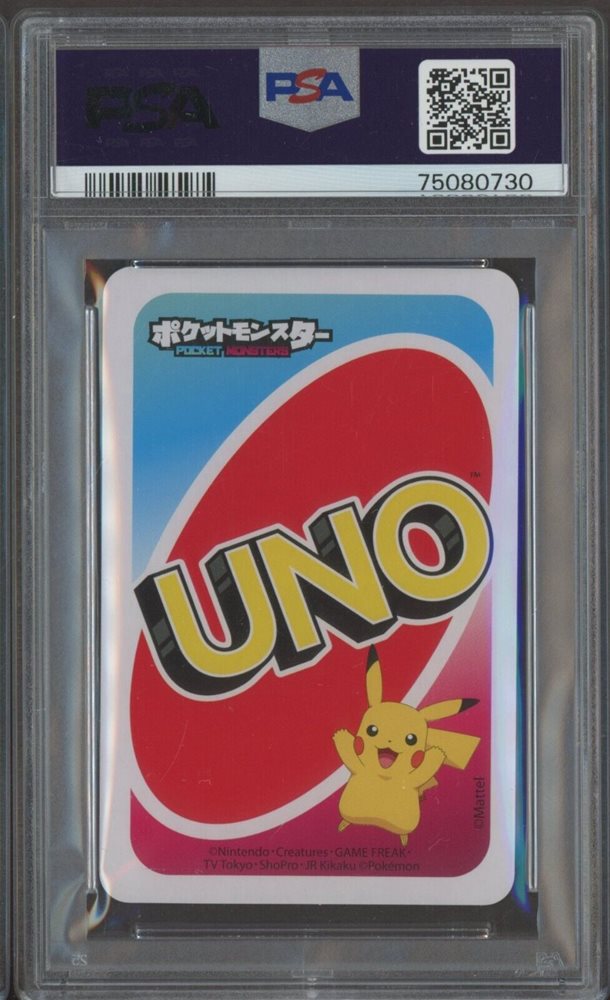 PSA
PSA
75080730
ポケットモンスター
POCKET MONSTERS
UNO
TM
©Mattel
©Nintendo・Creatures・GAME FREAK・
TV Tokyo・ShoPro・JR Kikaku ©Pokémon